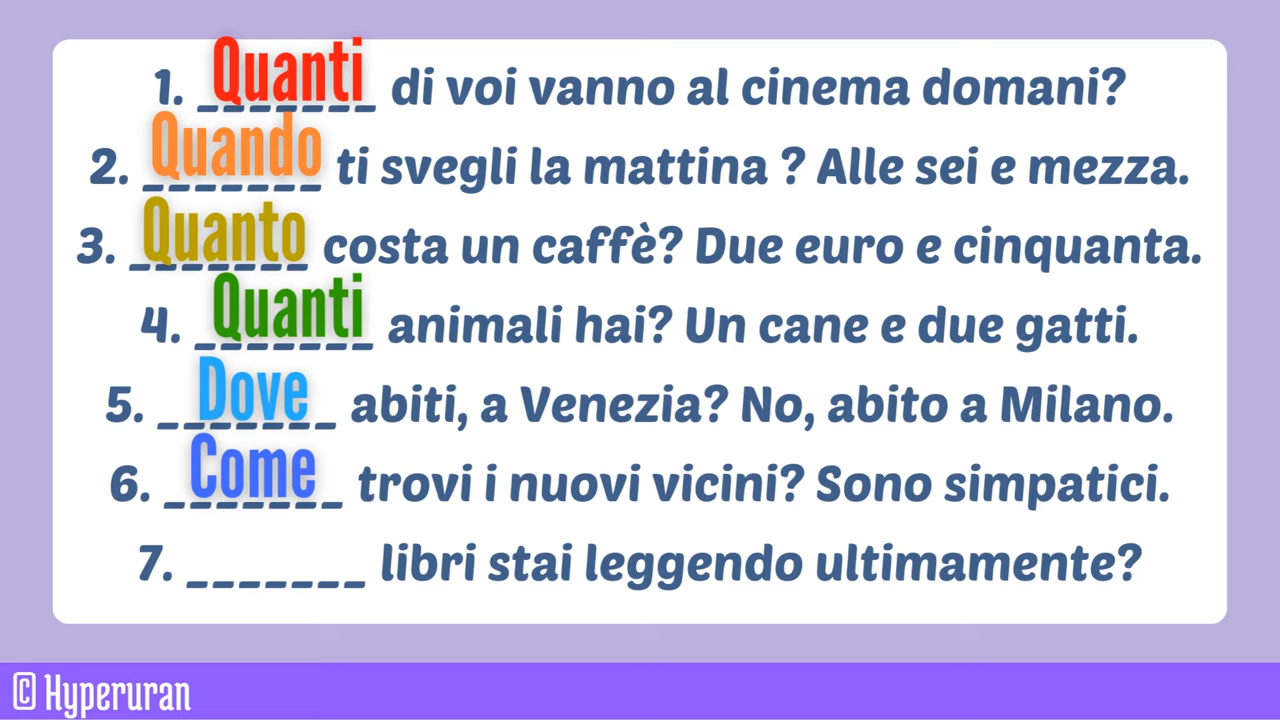 1. Quanti di voi vanno al cinema domani?
2. Quando ti svegli la mattina ? Alle sei e mezza.
3. Quanto costa un caffè? Due euro e cinquanta.
4. Quanti animali hai? Un cane e due gatti.
5. Dove abiti, a Venezia? No, abito a Milano.
6. Come trovi i nuovi vicini? Sono simpatici.
7. _______ libri stai leggendo ultimamente?
© Hyperuran